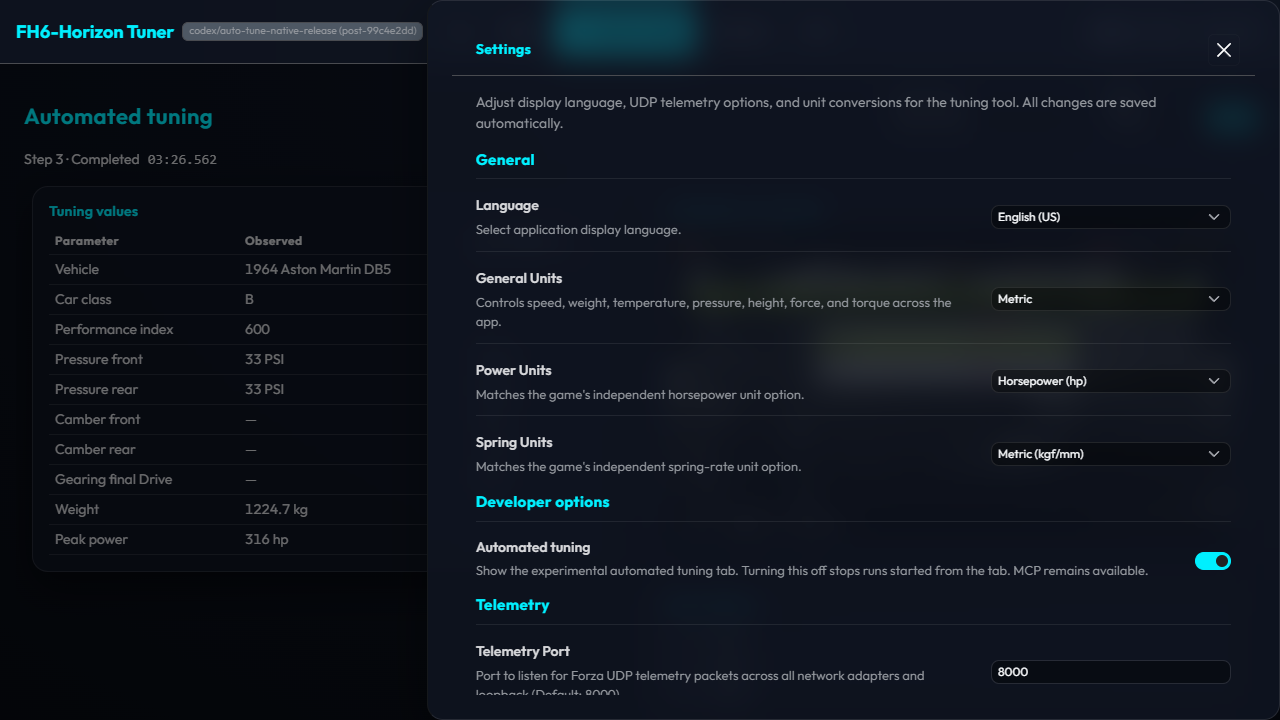 FH6-Horizon Tuner
codex/auto-tune-native-release (post-99c4e2dd)
Automated tuning
Step 3 · Completed 03:26.562
Tuning values
Parameter Observed
Vehicle 1964 Aston Martin DB5
Car class B
Performance index 600
Pressure front 33 PSI
Pressure rear 33 PSI
Camber front —
Camber rear —
Gearing final Drive —
Weight 1224.7 kg
Peak power 316 hp
Settings
Adjust display language, UDP telemetry options, and unit conversions for the tuning tool. All changes are saved
automatically.
General
Language
Select application display language.
English (US)
General Units
Controls speed, weight, temperature, pressure, height, force, and torque across the
app.
Metric
Power Units
Matches the game's independent horsepower unit option.
Horsepower (hp)
Spring Units
Matches the game's independent spring-rate unit option.
Metric (kgf/mm)
Developer options
Automated tuning
Show the experimental automated tuning tab. Turning this off stops runs started from the tab. MCP remains available.
Telemetry
Telemetry Port
Port to listen for Forza UDP telemetry packets across all network adapters and
loopback (Default: 8000)
8000